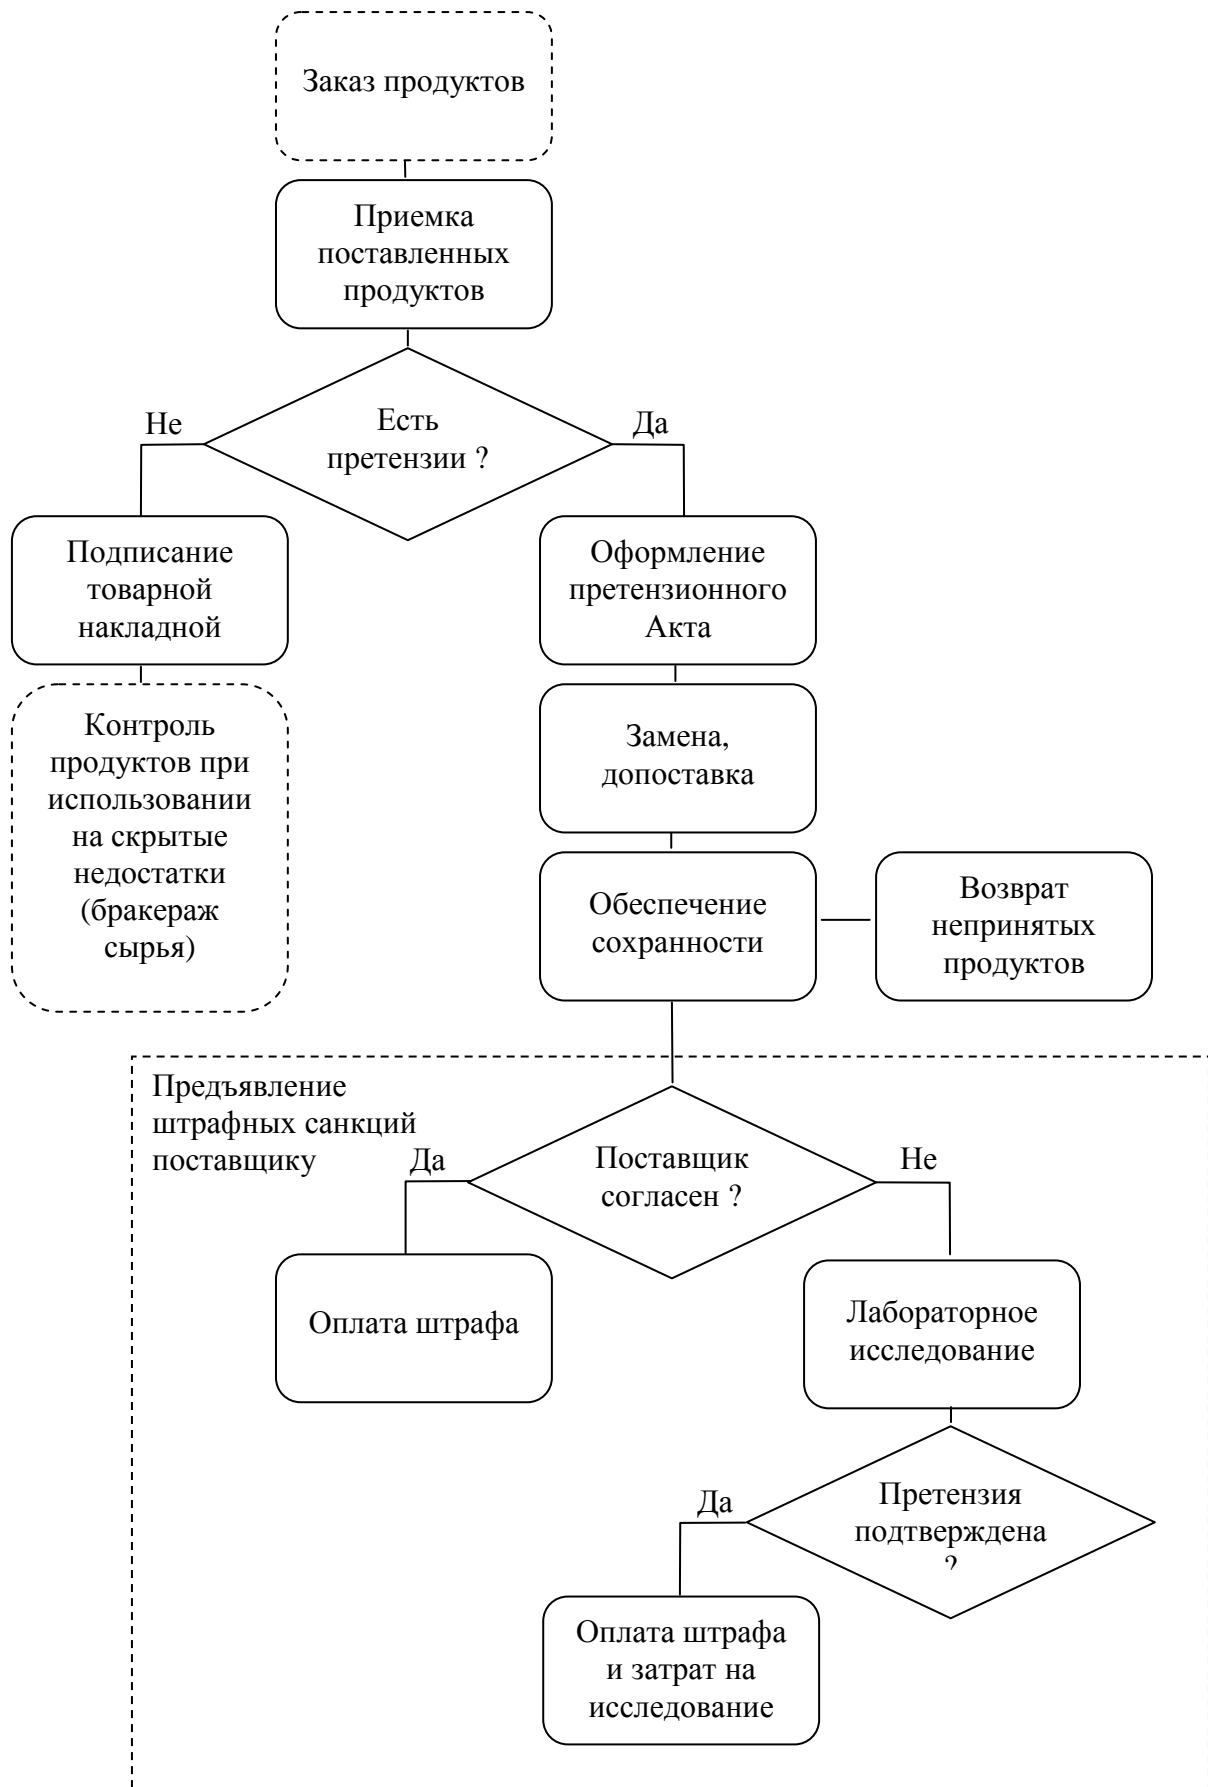 Заказ продуктов
Приемка
поставленных
продуктов
Есть
претензии ?
Не
Да
Подписание
товарной
накладной
Оформление
претензионного
Акта
Контроль
продуктов при
использовании
на скрытые
недостатки
(бракераж
сырья)
Замена,
допоставка
Обеспечение
сохранности
Возврат
непринятых
продуктов
Предъявление
штрафных санкций
поставщику
Да
Поставщик
согласен ?
Не
Оплата штрафа
Лабораторное
исследование
Да
Претензия
подтверждена
?
Оплата штрафа
и затрат на
исследование